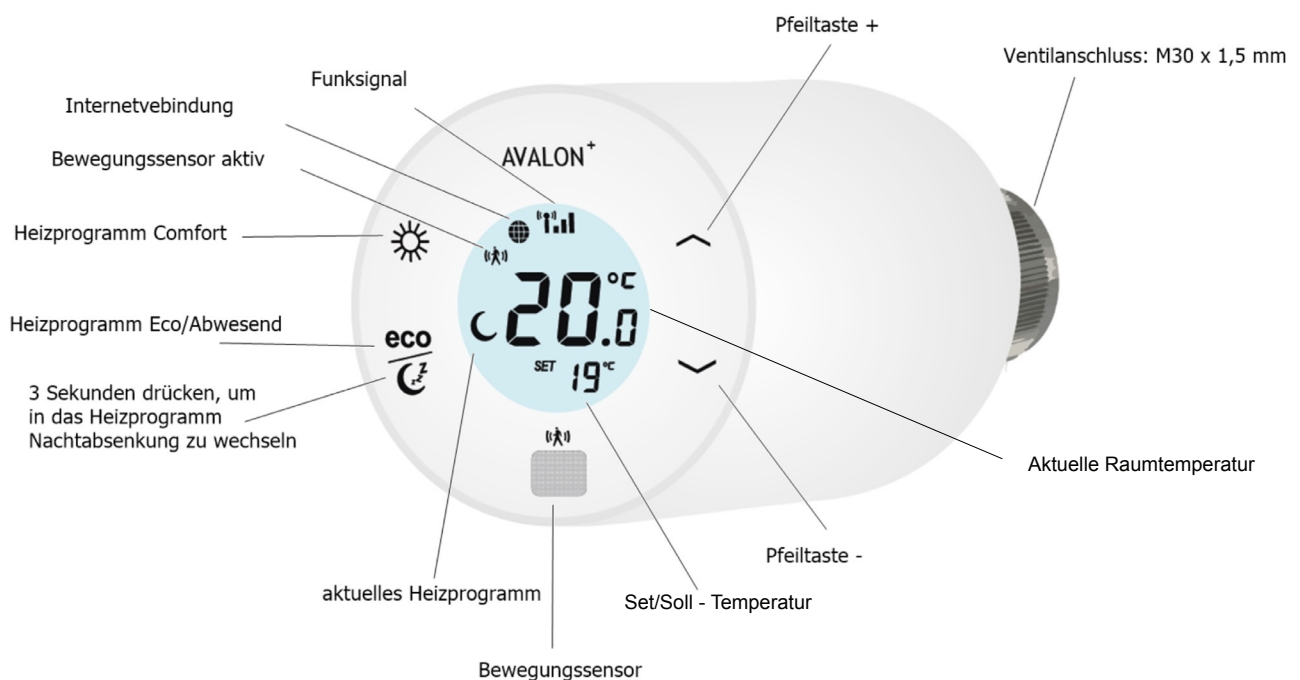 Pfeiltaste +
Ventilanschluss: M30 x 1,5 mm
Funksignal
Internetvebindung
Bewegungssensor aktiv
AVALON+
Heizprogramm Comfort
20.0 °C
Heizprogramm Eco/Abwesend
eco
SET 19 °C
zzz
3 Sekunden drücken, um
in das Heizprogramm
Nachtabsenkung zu wechseln
Aktuelle Raumtemperatur
Pfeiltaste -
aktuelles Heizprogramm
Set/Soll - Temperatur
Bewegungssensor